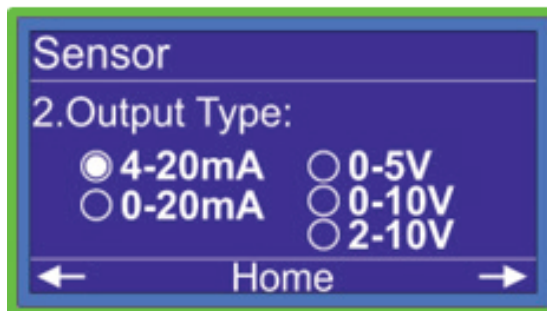 Sensor
2.Output Type:
4-20mA 0-5V
0-20mA 0-10V
2-10V
Home